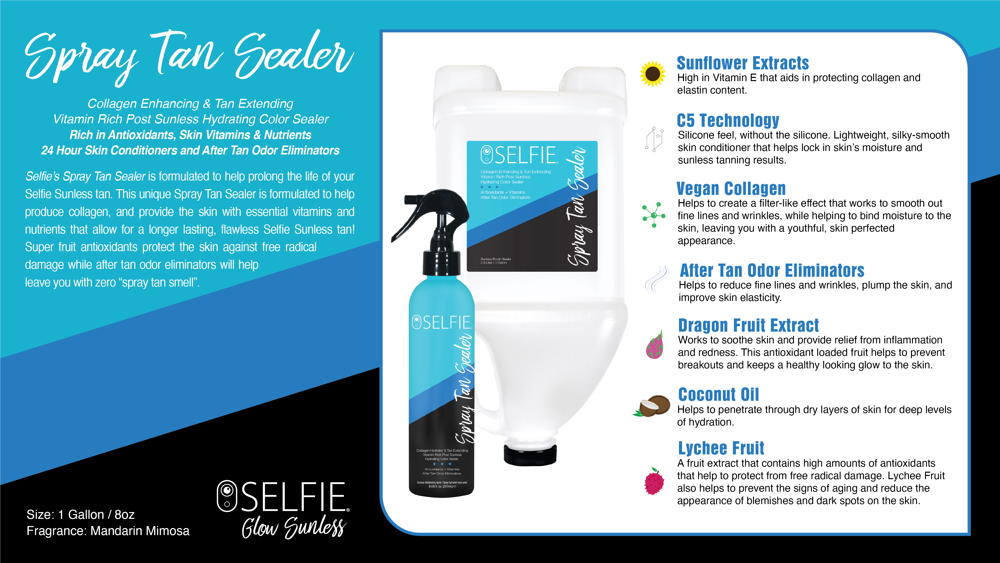 Spray Tan Sealer
Collagen Enhancing & Tan Extending
Vitamin Rich Post Sunless Hydrating Color Sealer
Rich in Antioxidants, Skin Vitamins & Nutrients
24 Hour Skin Conditioners and After Tan Odor Eliminators
Selfie's Spray Tan Sealer is formulated to help prolong the life of your
Selfie Sunless tan. This unique Spray Tan Sealer is formulated to help
produce collagen, and provide the skin with essential vitamins and
nutrients that allow for a longer lasting, flawless Selfie Sunless tan!
Super fruit antioxidants protect the skin against free radical
damage while after tan odor eliminators will help
leave you with zero “spray tan smell”.
Size: 1 Gallon / 8oz
Fragrance: Mandarin Mimosa
SELFIE®
Glow Sunless
SELFIE®
Collagen Enhancing & Tan Extending
Vitamin Rich Post Sunless
Hydrating Color Sealer
Antioxidants + Vitamins
After Tan Odor Eliminators
Spray Tan Sealer
Sunless Booth Sealer
3.8 Liter / 1 Gallon
SELFIE®
Spray Tan Sealer
Collagen Hydrator & Tan Extending
Vitamin Rich Post Sunless
Hydrating Color Sealer
Antioxidants + Vitamins
After Tan Odor Eliminators
Sunless Moisturizing Spray / Spray hydratant sans soleil
8 US fl. oz. (237mL) ℮
Sunflower Extracts
High in Vitamin E that aids in protecting collagen and
elastin content.
C5 Technology
Silicone feel, without the silicone. Lightweight, silky-smooth
skin conditioner that helps lock in skin’s moisture and
sunless tanning results.
Vegan Collagen
Helps to create a filter-like effect that works to smooth out
fine lines and wrinkles, while helping to bind moisture to the
skin, leaving you with a youthful, skin perfected
appearance.
After Tan Odor Eliminators
Helps to reduce fine lines and wrinkles, plump the skin, and
improve skin elasticity.
Dragon Fruit Extract
Works to soothe skin and provide relief from inflammation
and redness. This antioxidant loaded fruit helps to prevent
breakouts and keeps a healthy looking glow to the skin.
Coconut Oil
Helps to penetrate through dry layers of skin for deep levels
of hydration.
Lychee Fruit
A fruit extract that contains high amounts of antioxidants
that help to protect from free radical damage. Lychee Fruit
also helps to prevent the signs of aging and reduce the
appearance of blemishes and dark spots on the skin.